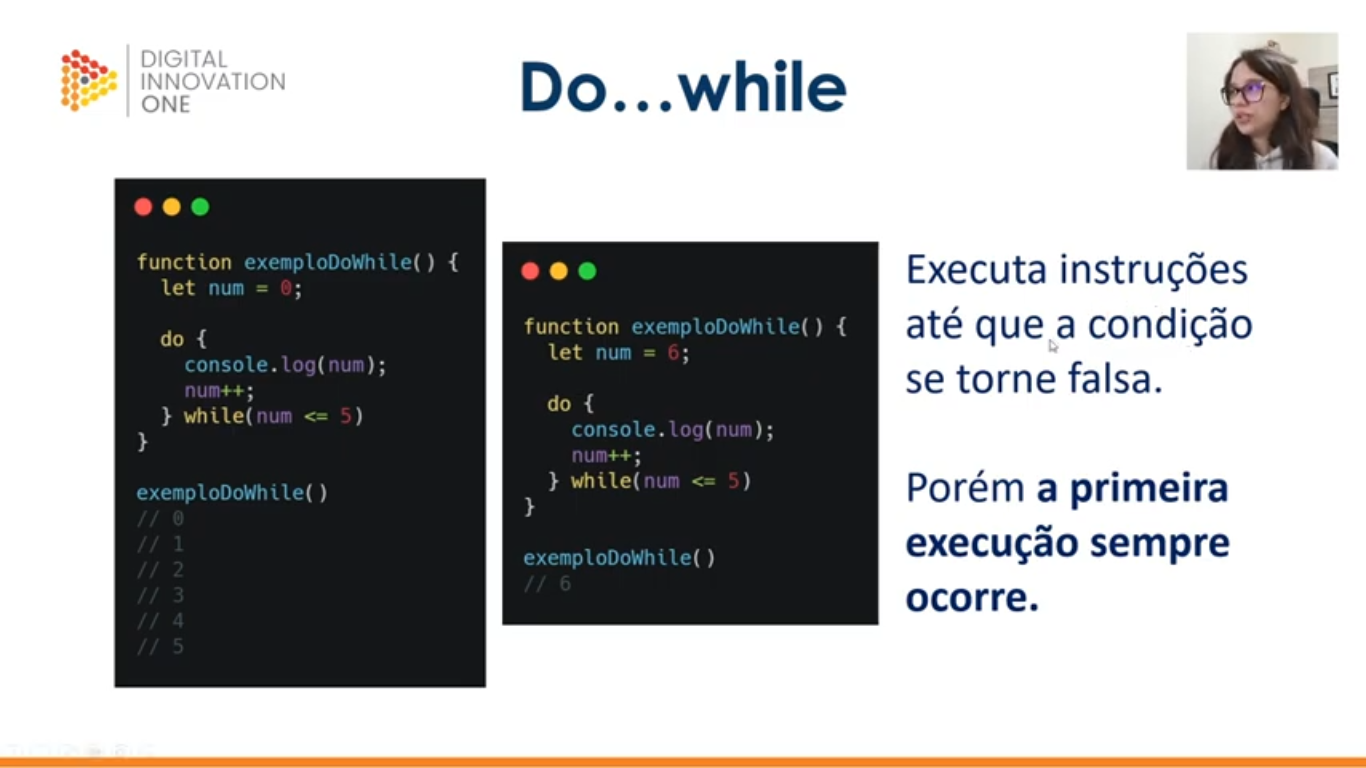 DIGITAL
INNOVATION
ONE
Do...while
function exemploDoWhile() {
let num = 0;
do {
console.log(num);
num++;
} while(num <= 5)
}
exemploDoWhile()
// 0
// 1
// 2
// 3
// 4
// 5
function exemploDoWhile() {
let num = 6;
do {
console.log(num);
num++;
} while(num <= 5)
}
exemploDoWhile()
// 6
Executa instruções
até que a condição
se torne falsa.
Porém a primeira
execução sempre
ocorre.